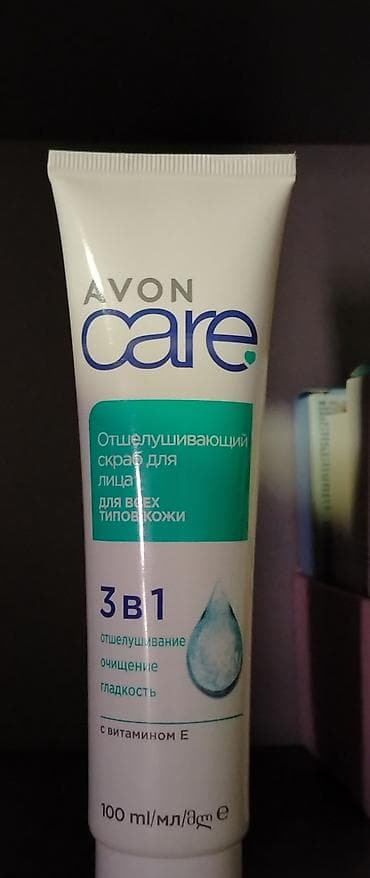 AVON
care
Отшелушивающий
скраб для
лица
ДЛЯ ВСЕХ
ТИПОВ КОЖИ
3 в 1
отшелушивание
очищение
гладкость
с витамином Е
100 ml/мл/მლ ℮